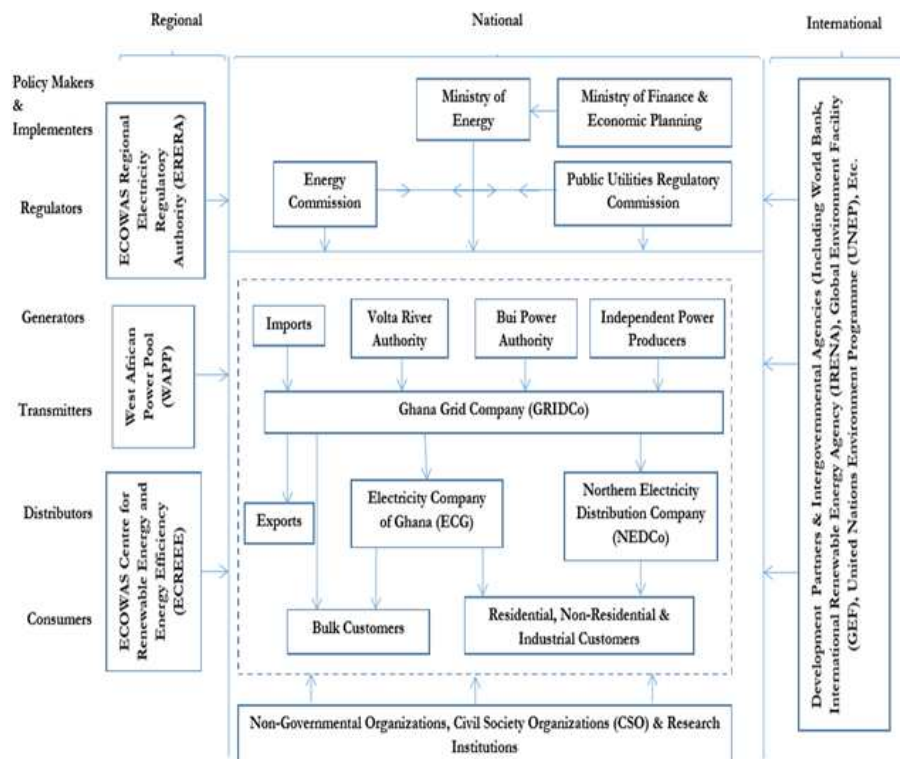 Regional
National
International
Policy Makers
&
Implementers
Regulators
Generators
Transmitters
Distributors
Consumers
ECOWAS Regional
Electricity
Regulatory
Authority (ERERA)
West African
Power Pool
(WAPP)
ECOWAS Centre for
Renewable Energy and
Energy Efficiency
(ECREEE)
Ministry of
Energy
Ministry of Finance &
Economic Planning
Energy
Commission
Public Utilities Regulatory
Commission
Imports
Volta River
Authority
Bui Power
Authority
Independent Power
Producers
Ghana Grid Company (GRIDCo)
Exports
Electricity Company
of Ghana (ECG)
Northern Electricity
Distribution Company
(NEDCo)
Bulk Customers
Residential, Non-Residential &
Industrial Customers
Non-Governmental Organizations, Civil Society Organizations (CSO) & Research
Institutions
Development Partners & Intergovernmental Agencies (Including World Bank,
International Renewable Energy Agency (IRENA), Global Environment Facility
(GEF), United Nations Environment Programme (UNEP), Etc.